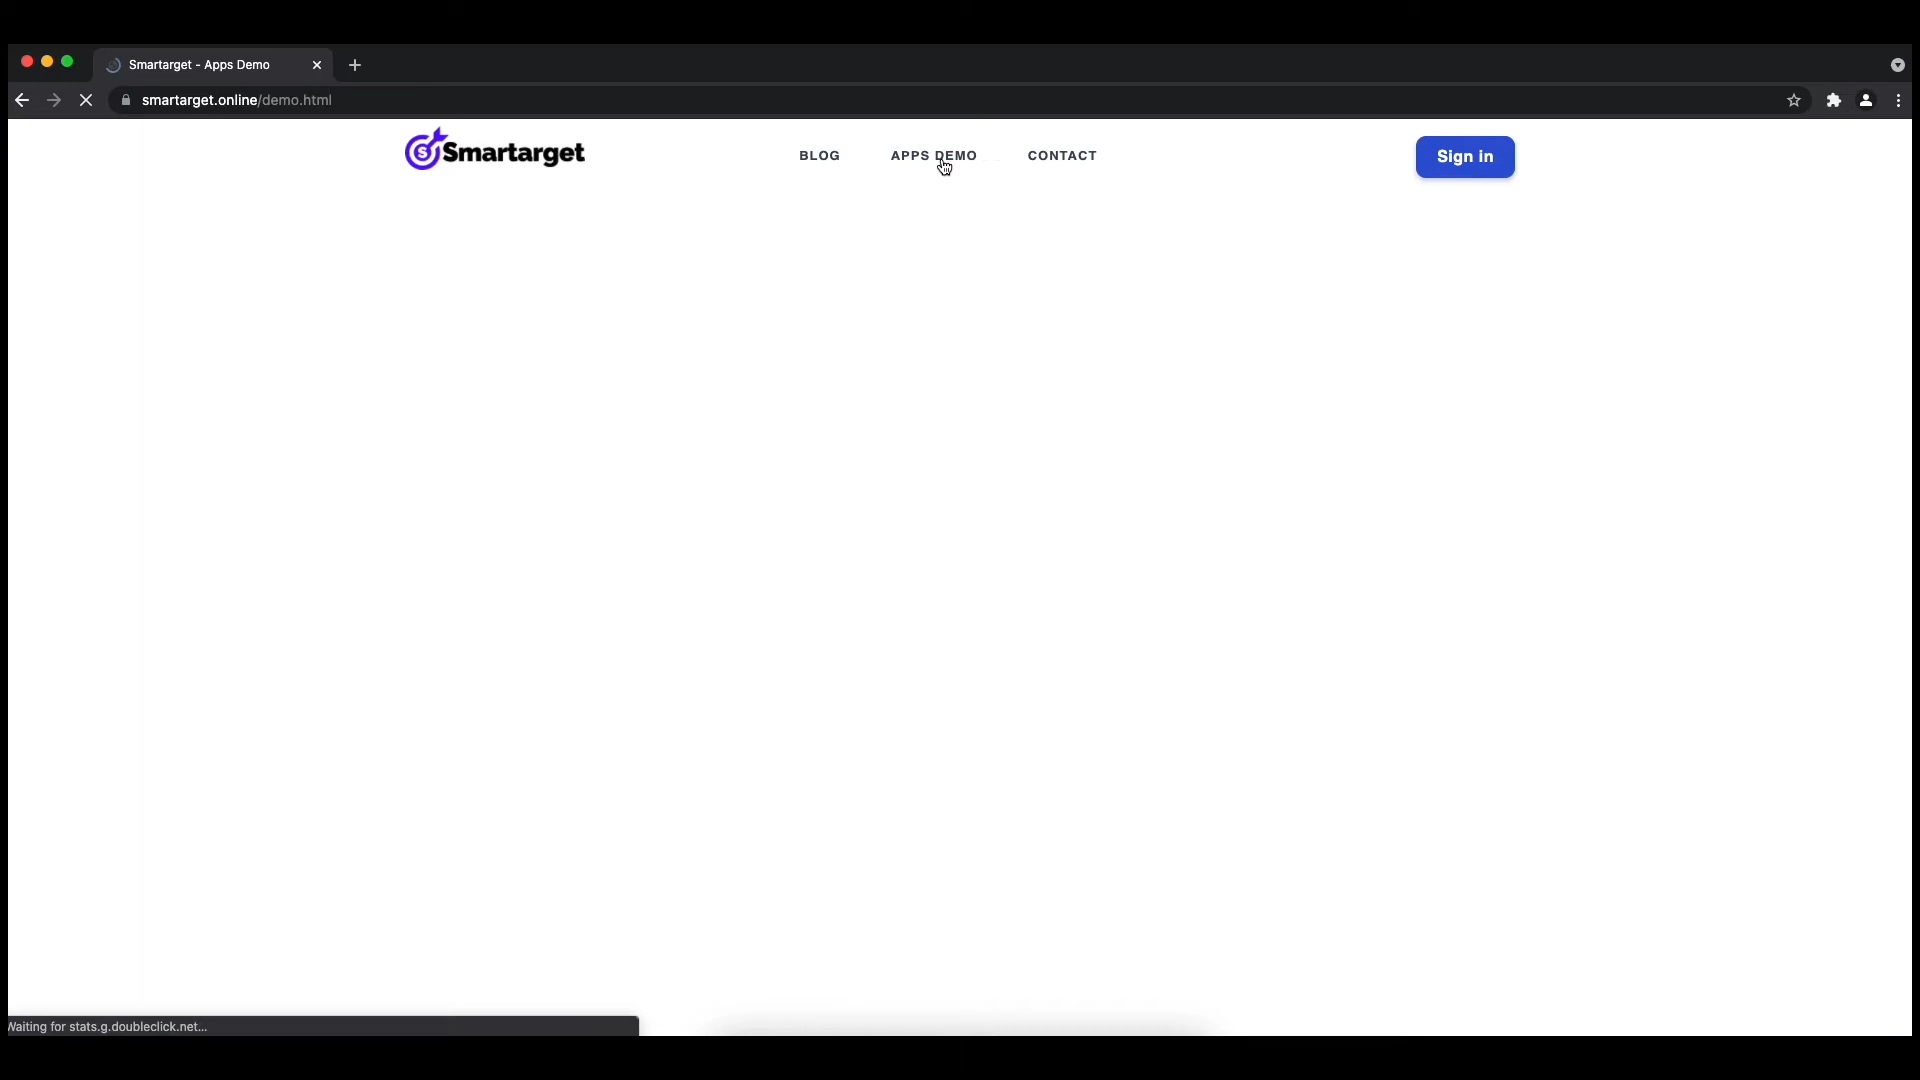 Smartarget - Apps Demo
smartarget.online/demo.html
Smartarget
BLOG
APPS DEMO
CONTACT
Sign in
Waiting for stats.g.doubleclick.net...